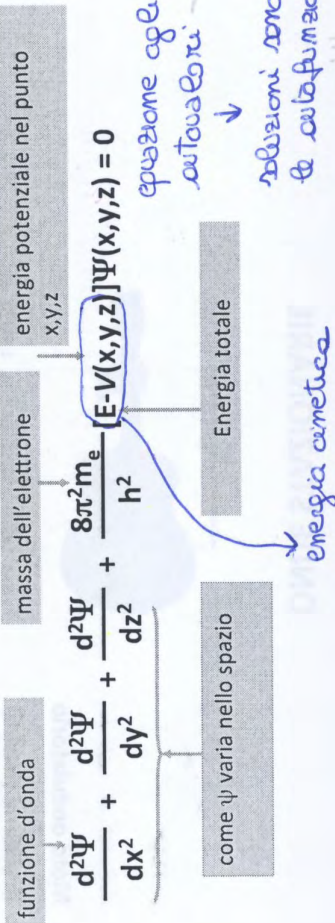 funzione d'onda
massa dell'elettrone
energia potenziale nel punto
x,y,z
d²Ψ/dx² + d²Ψ/dy² + d²Ψ/dz² + 8π²mₑ/h² [E-V(x,y,z)]Ψ(x,y,z) = 0
come ψ varia nello spazio
Energia totale
energia cinetica
equazione agli
autovalori
↓
soluzioni sono
le autofunzio